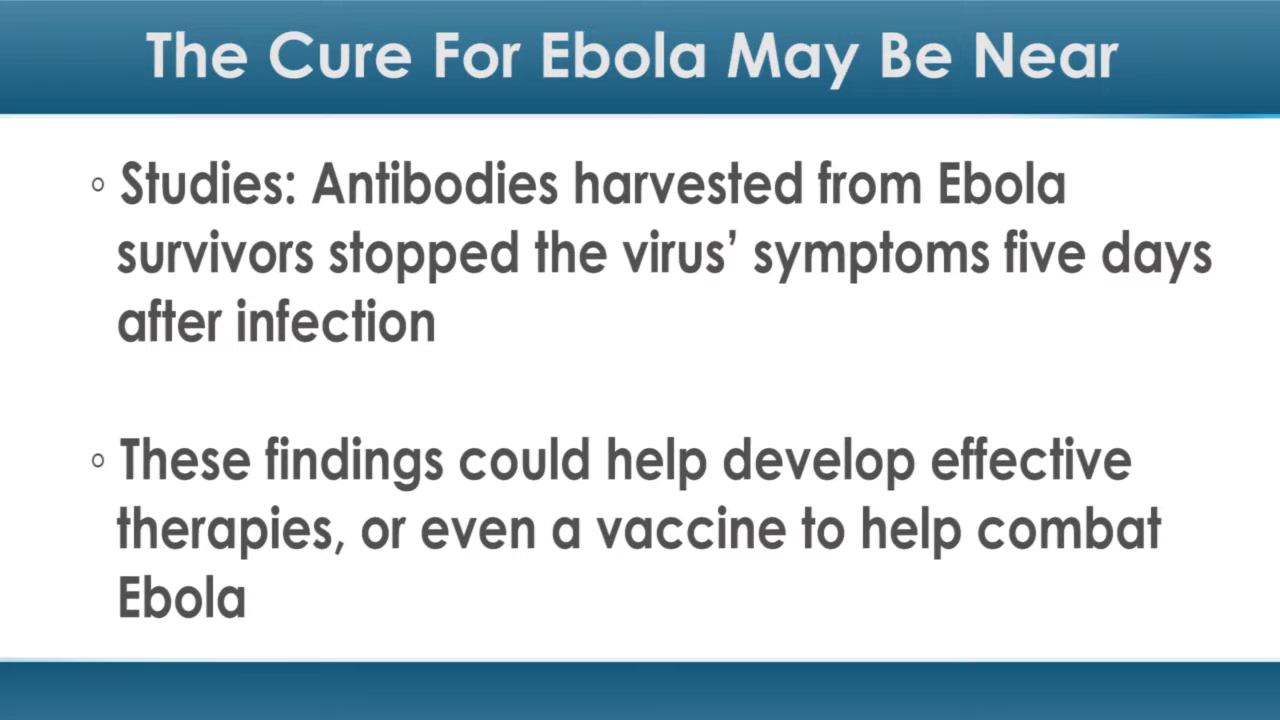 The Cure For Ebola May Be Near
◦ Studies: Antibodies harvested from Ebola
survivors stopped the virus’ symptoms five days
after infection
◦ These findings could help develop effective
therapies, or even a vaccine to help combat
Ebola